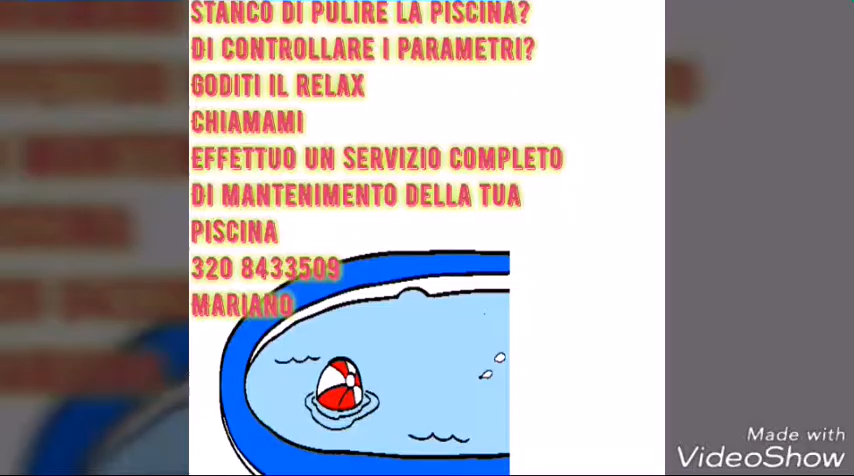 STANCO DI PULIRE LA PISCINA?
DI CONTROLLARE I PARAMETRI?
GODITI IL RELAX
CHIAMAMI
EFFETTUO UN SERVIZIO COMPLETO
DI MANTENIMENTO DELLA TUA
PISCINA
320 8433509
MARIANO
Made with
VideoShow